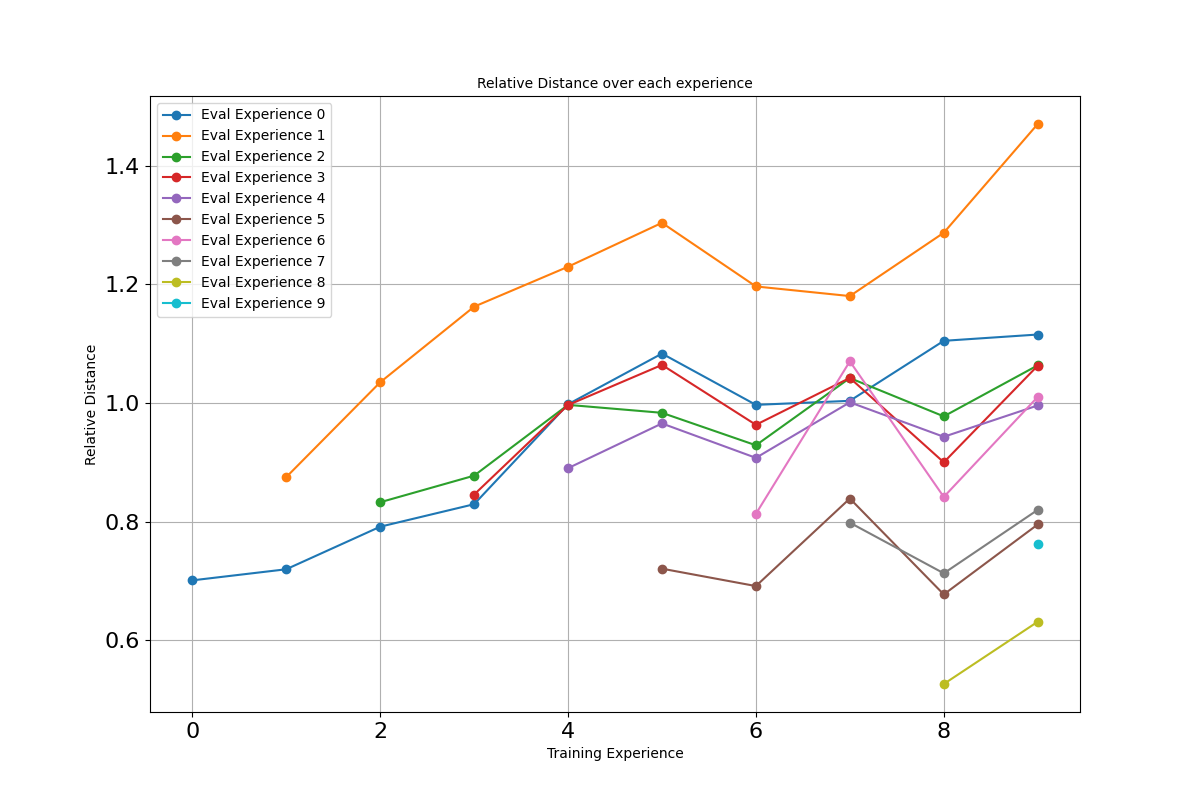 Relative Distance over each experience
Eval Experience 0
Eval Experience 1
Eval Experience 2
Eval Experience 3
Eval Experience 4
Eval Experience 5
Eval Experience 6
Eval Experience 7
Eval Experience 8
Eval Experience 9
1.4
1.2
1.0
0.8
0.6
Relative Distance
0 2 4 6 8
Training Experience